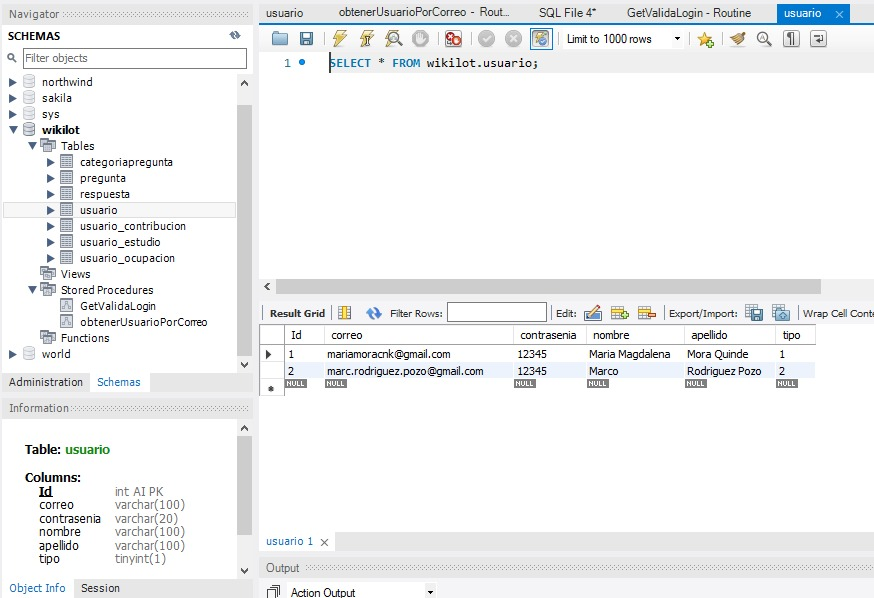 Navigator
SCHEMAS
Filter objects
northwind
sakila
sys
wikilot
Tables
categoriapregunta
pregunta
respuesta
usuario
usuario_contribucion
usuario_estudio
usuario_ocupacion
Views
Stored Procedures
GetValidaLogin
obtenerUsuarioPorCorreo
Functions
world
Administration Schemas
Information
Table: usuario
Columns:
Id int AI PK
correo varchar(100)
contrasenia varchar(20)
nombre varchar(100)
apellido varchar(100)
tipo tinyint(1)
Object Info Session
usuario obtenerUsuarioPorCorreo - Rout... SQL File 4* GetValidaLogin - Routine usuario
Limit to 1000 rows
1 SELECT * FROM wikilot.usuario;
Result Grid Filter Rows: Edit: Export/Import: Wrap Cell Conte
Id correo contrasenia nombre apellido tipo
1 mariamoracnk@gmail.com 12345 Maria Magdalena Mora Quinde 1
2 marc.rodriguez.pozo@gmail.com 12345 Marco Rodriguez Pozo 2
NULL NULL NULL NULL NULL NULL
usuario 1
Output
Action Output